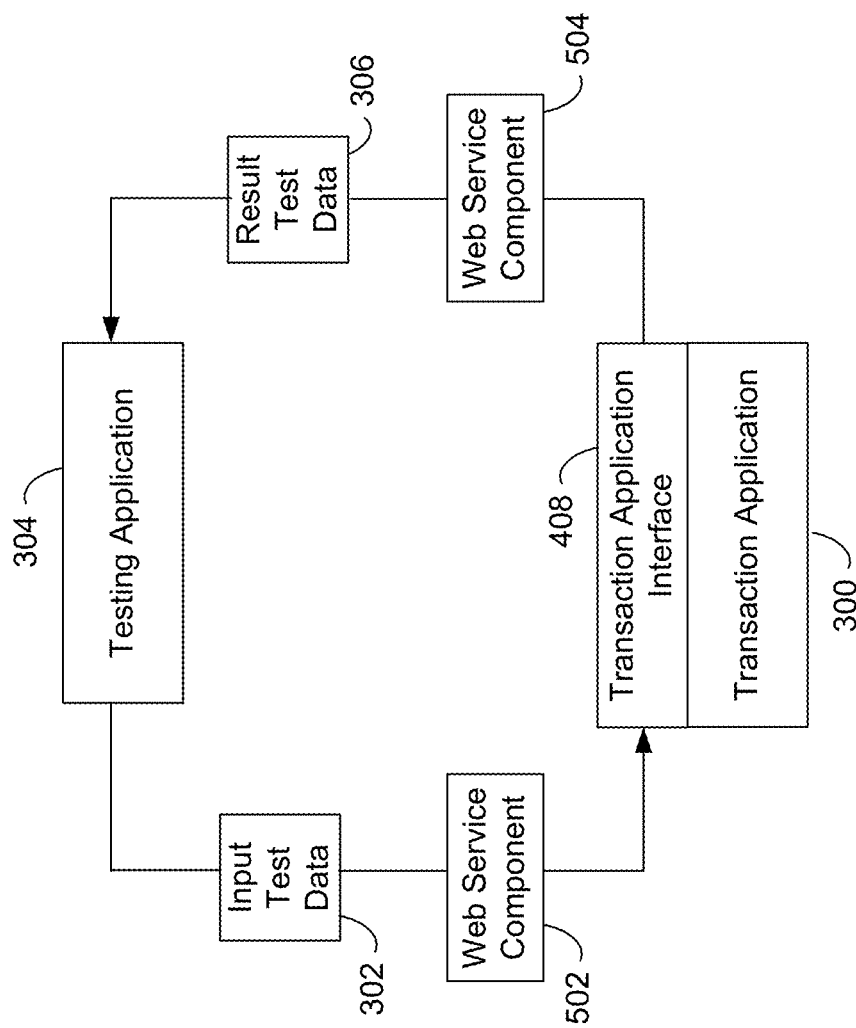 304
Testing Application
Input
Test
Data
302
Result
Test
Data
306
Web Service
Component
502
Web Service
Component
504
408
Transaction Application
Interface
Transaction Application
300